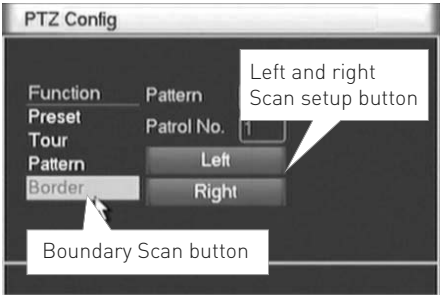 PTZ Config
Left and right
Scan setup button
Function
Pattern
Preset
Patrol No. 1
Tour
Pattern
Left
Border
Right
Boundary Scan button